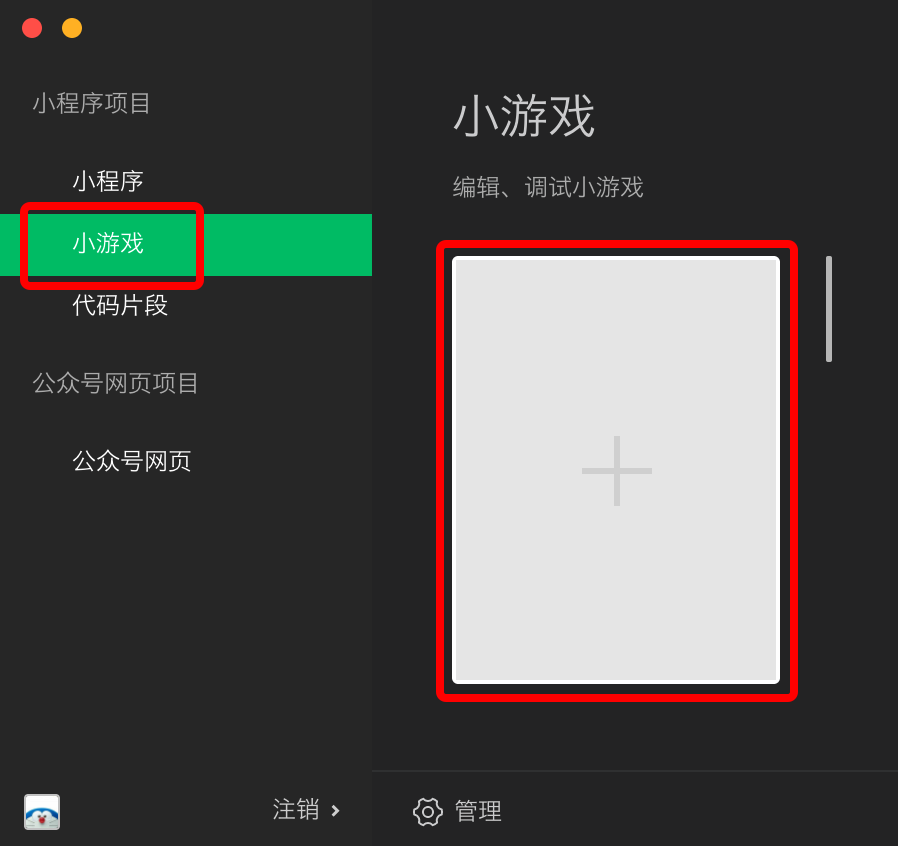 小程序项目
小程序
小游戏
代码片段
公众号网页项目
公众号网页
注销
小游戏
编辑、调试小游戏
管理